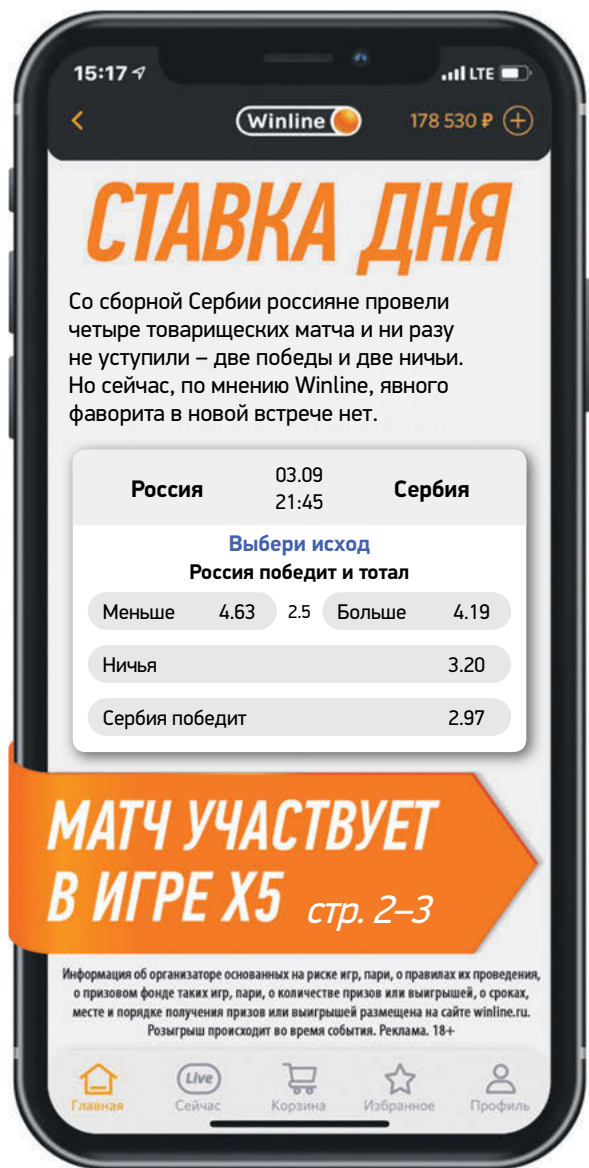 15:17
LTE
Winline
178 530 ₽
СТАВКА ДНЯ
Со сборной Сербии россияне провели
четыре товарищеских матча и ни разу
не уступили – две победы и две ничьи.
Но сейчас, по мнению Winline, явного
фаворита в новой встрече нет.
Россия 03.09 Сербия
21:45
Выбери исход
Россия победит и тотал
Меньше 4.63 2.5 Больше 4.19
Ничья 3.20
Сербия победит 2.97
МАТЧ УЧАСТВУЕТ
В ИГРЕ Х5 стр. 2–3
Информация об организаторе основанных на риске игр, пари, о правилах их проведения,
о призовом фонде таких игр, пари, о количестве призов или выигрышей, о сроках,
месте и порядке получения призов или выигрышей размещена на сайте winline.ru.
Розыгрыш происходит во время события. Реклама. 18+
Live
Главная Сейчас Корзина Избранное Профиль